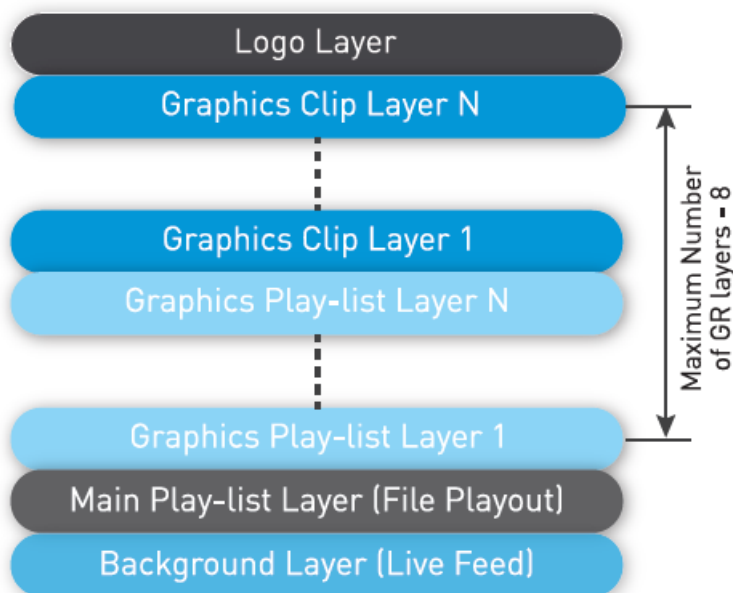 Logo Layer
Graphics Clip Layer N
Graphics Clip Layer 1
Graphics Play-list Layer N
Graphics Play-list Layer 1
Main Play-list Layer (File Playout)
Background Layer (Live Feed)
Maximum Number
of GR layers - 8